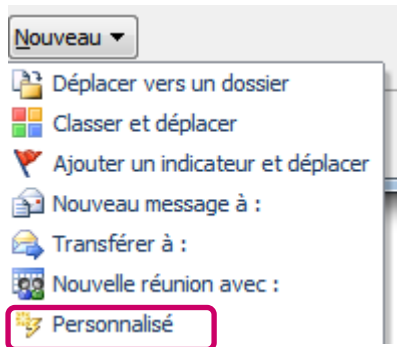 Nouveau
Déplacer vers un dossier
Classer et déplacer
Ajouter un indicateur et déplacer
Nouveau message à :
Transférer à :
Nouvelle réunion avec :
Personnalisé